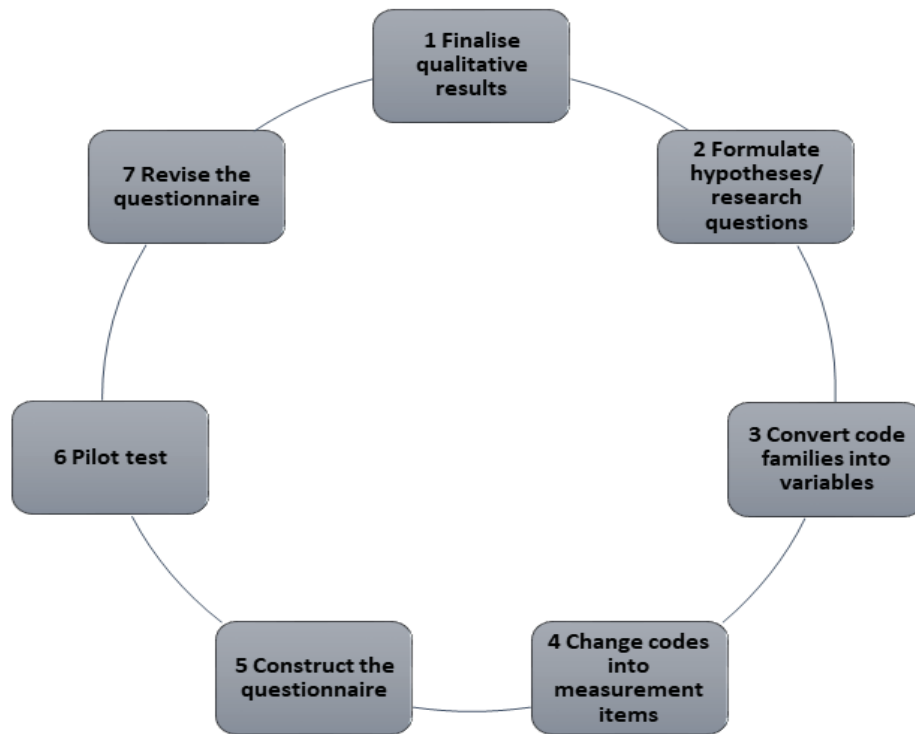 1 Finalise
qualitative
results
2 Formulate
hypotheses/
research
questions
3 Convert code
families into
variables
4 Change codes
into
measurement
items
5 Construct the
questionnaire
6 Pilot test
7 Revise the
questionnaire